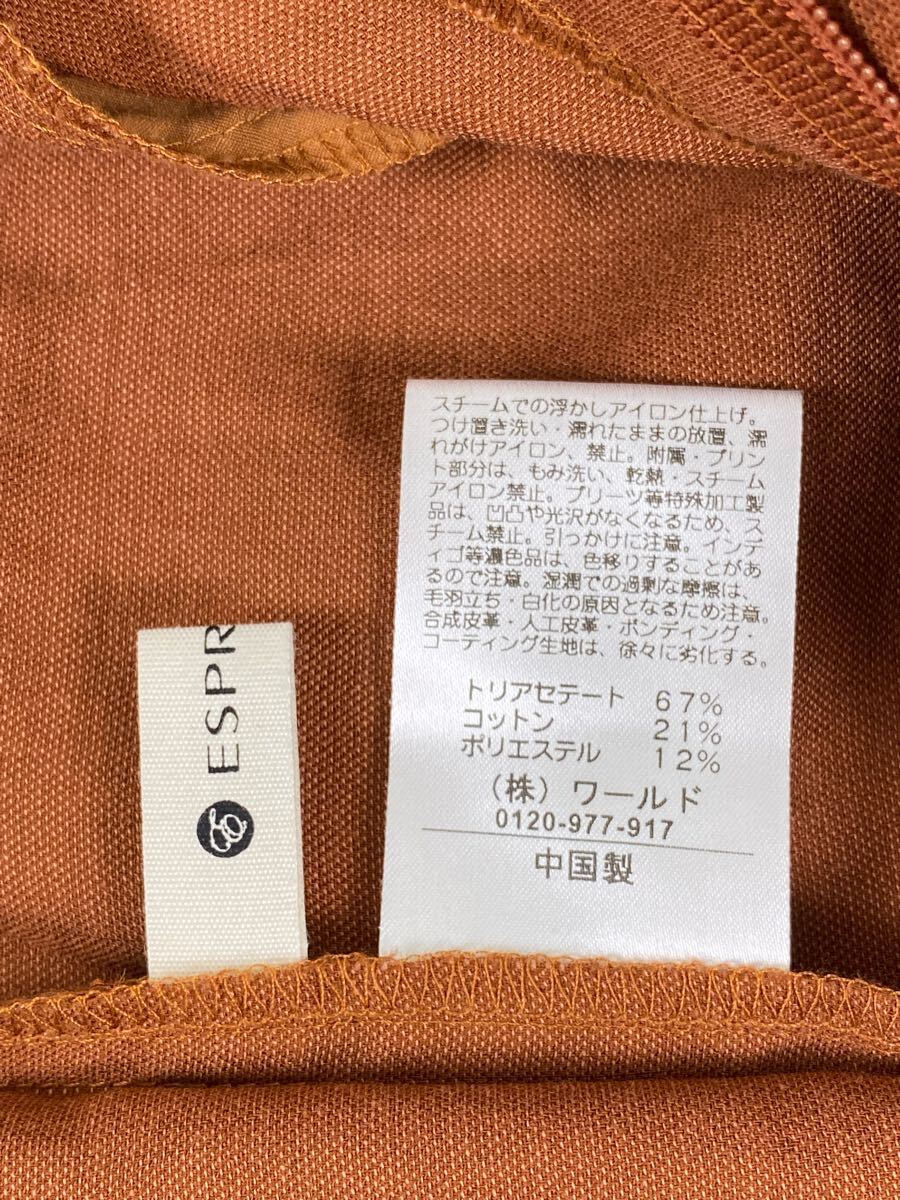 スチームでの浮かしアイロン仕上げ。
つけ置き洗い・濡れたままの放置、濡
れがけアイロン、禁止。附属・プリン
ト部分は、もみ洗い、乾熱・スチーム
アイロン禁止。プリーツ等特殊加工製
品は、凹凸や光沢がなくなるため、ス
チーム禁止。引っかけに注意。インデ
ィゴ等濃色品は、色移りすることがあ
るので注意。湿潤での過剰な摩擦は、
毛羽立ち・白化の原因となるため注意。
合成皮革・人工皮革・ボンディング・
コーティング生地は、徐々に劣化する。
トリアセテート 67%
コットン 21%
ポリエステル 12%
(株)ワールド
0120-977-917
中国製
ESPR